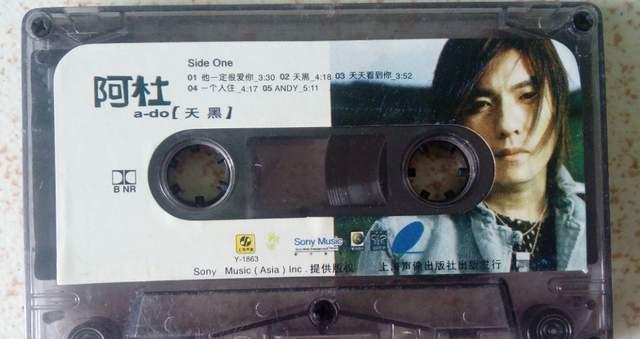 Side One
阿杜
01 他一定很爱你_3:30 02 天黑_4:18 03 天天看到你_3:52
04 一个人住_4:17 05 ANDY_5:11
a-do [ 天 黑 ]
B NR
Sony Music
Y-1863
Sony Music ( Asia ) Inc . 提供版权
上海声像出版社出版发行